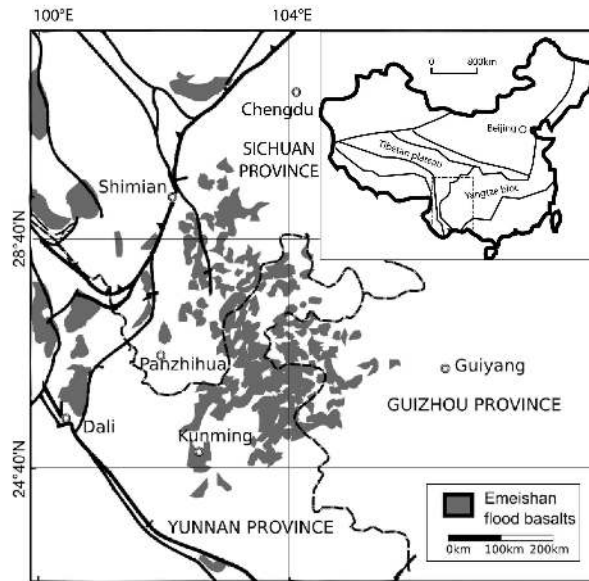 100°E
104°E
0 800km
Beijing
Tibetan plateau
Yangtze bloc
Chengdu
SICHUAN
PROVINCE
Shimian
28°40'N
Panzhihua
Guiyang
GUIZHOU PROVINCE
Dali
Kunming
24°40'N
YUNNAN PROVINCE
Emeishan
flood basalts
0km 100km 200km